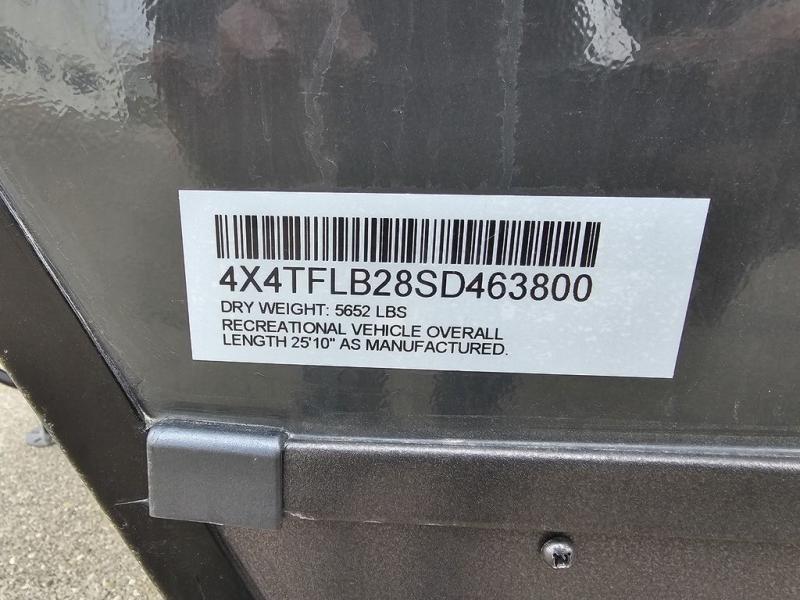 4X4TFLB28SD463800
DRY WEIGHT: 5652 LBS
RECREATIONAL VEHICLE OVERALL
LENGTH 25'10" AS MANUFACTURED.